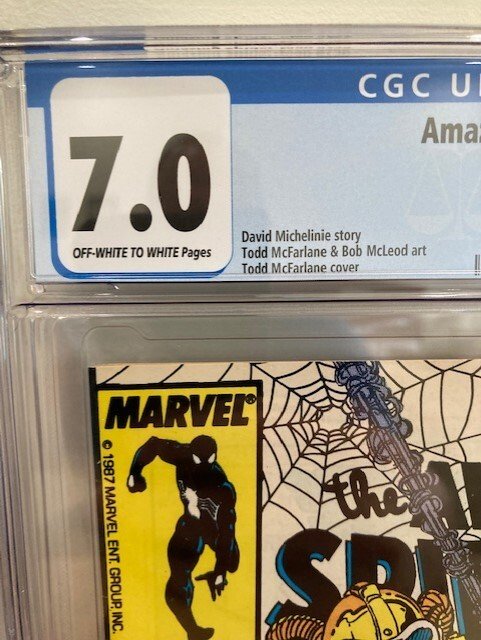 CGC U
Ama
7.0
OFF-WHITE TO WHITE Pages
David Michelinie story
Todd McFarlane & Bob McLeod art
Todd McFarlane cover
MARVEL®
© 1987 MARVEL ENT. GROUP, INC.
the A
SPI